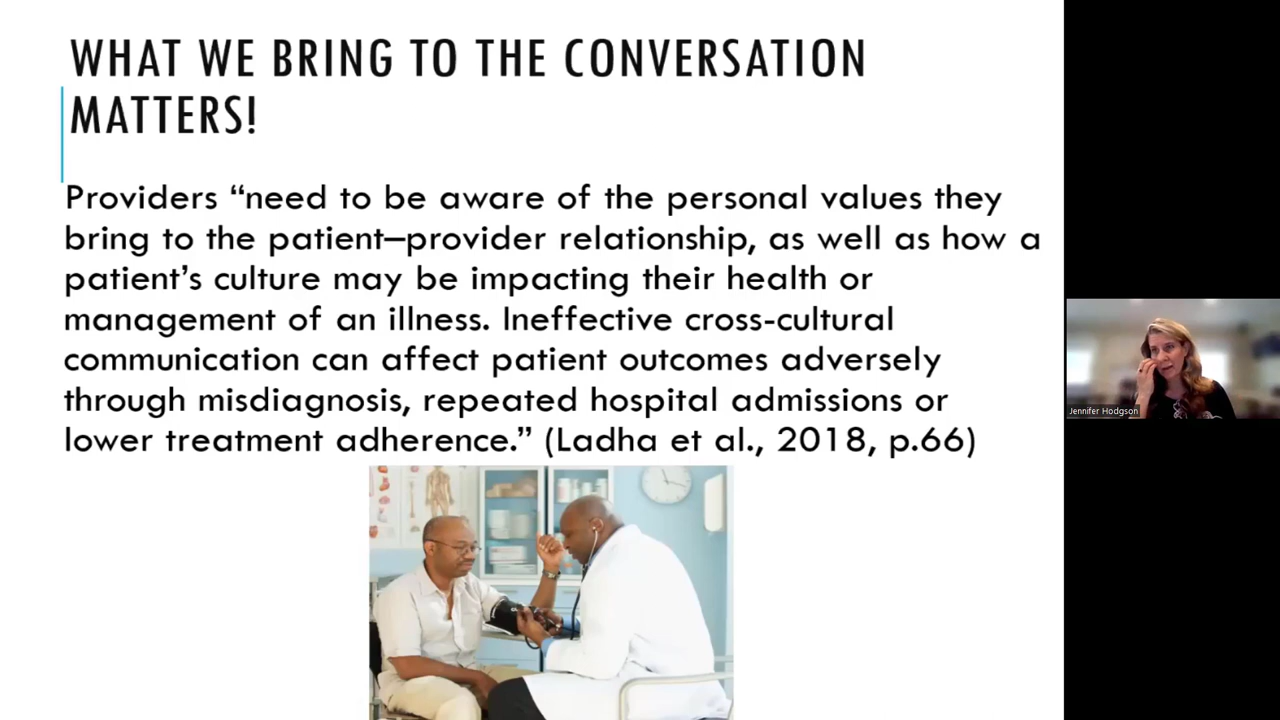 WHAT WE BRING TO THE CONVERSATION
MATTERS!
Providers “need to be aware of the personal values they
bring to the patient–provider relationship, as well as how a
patient’s culture may be impacting their health or
management of an illness. Ineffective cross-cultural
communication can affect patient outcomes adversely
through misdiagnosis, repeated hospital admissions or
lower treatment adherence.” (Ladha et al., 2018, p.66)
Jennifer Hodgson